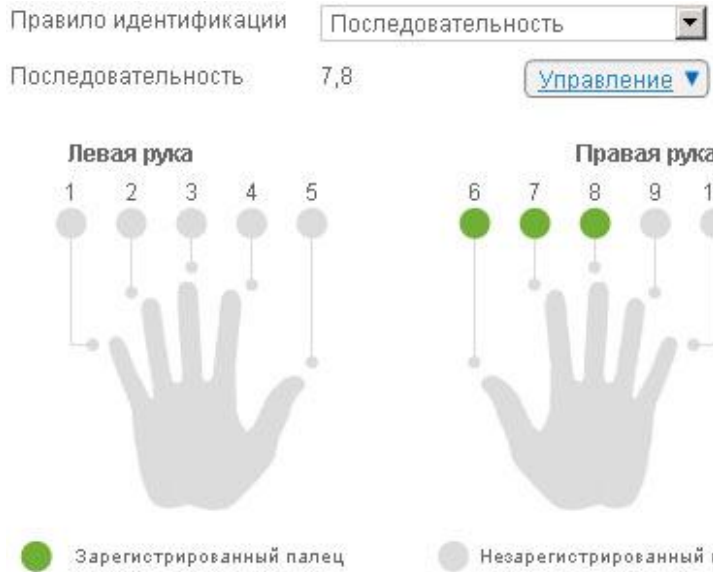 Правило идентификации Последовательность
Последовательность 7,8 Управление ▼
Левая рука Правая рука
1 2 3 4 5 6 7 8 9
Зарегистрированный палец Незарегистрированный